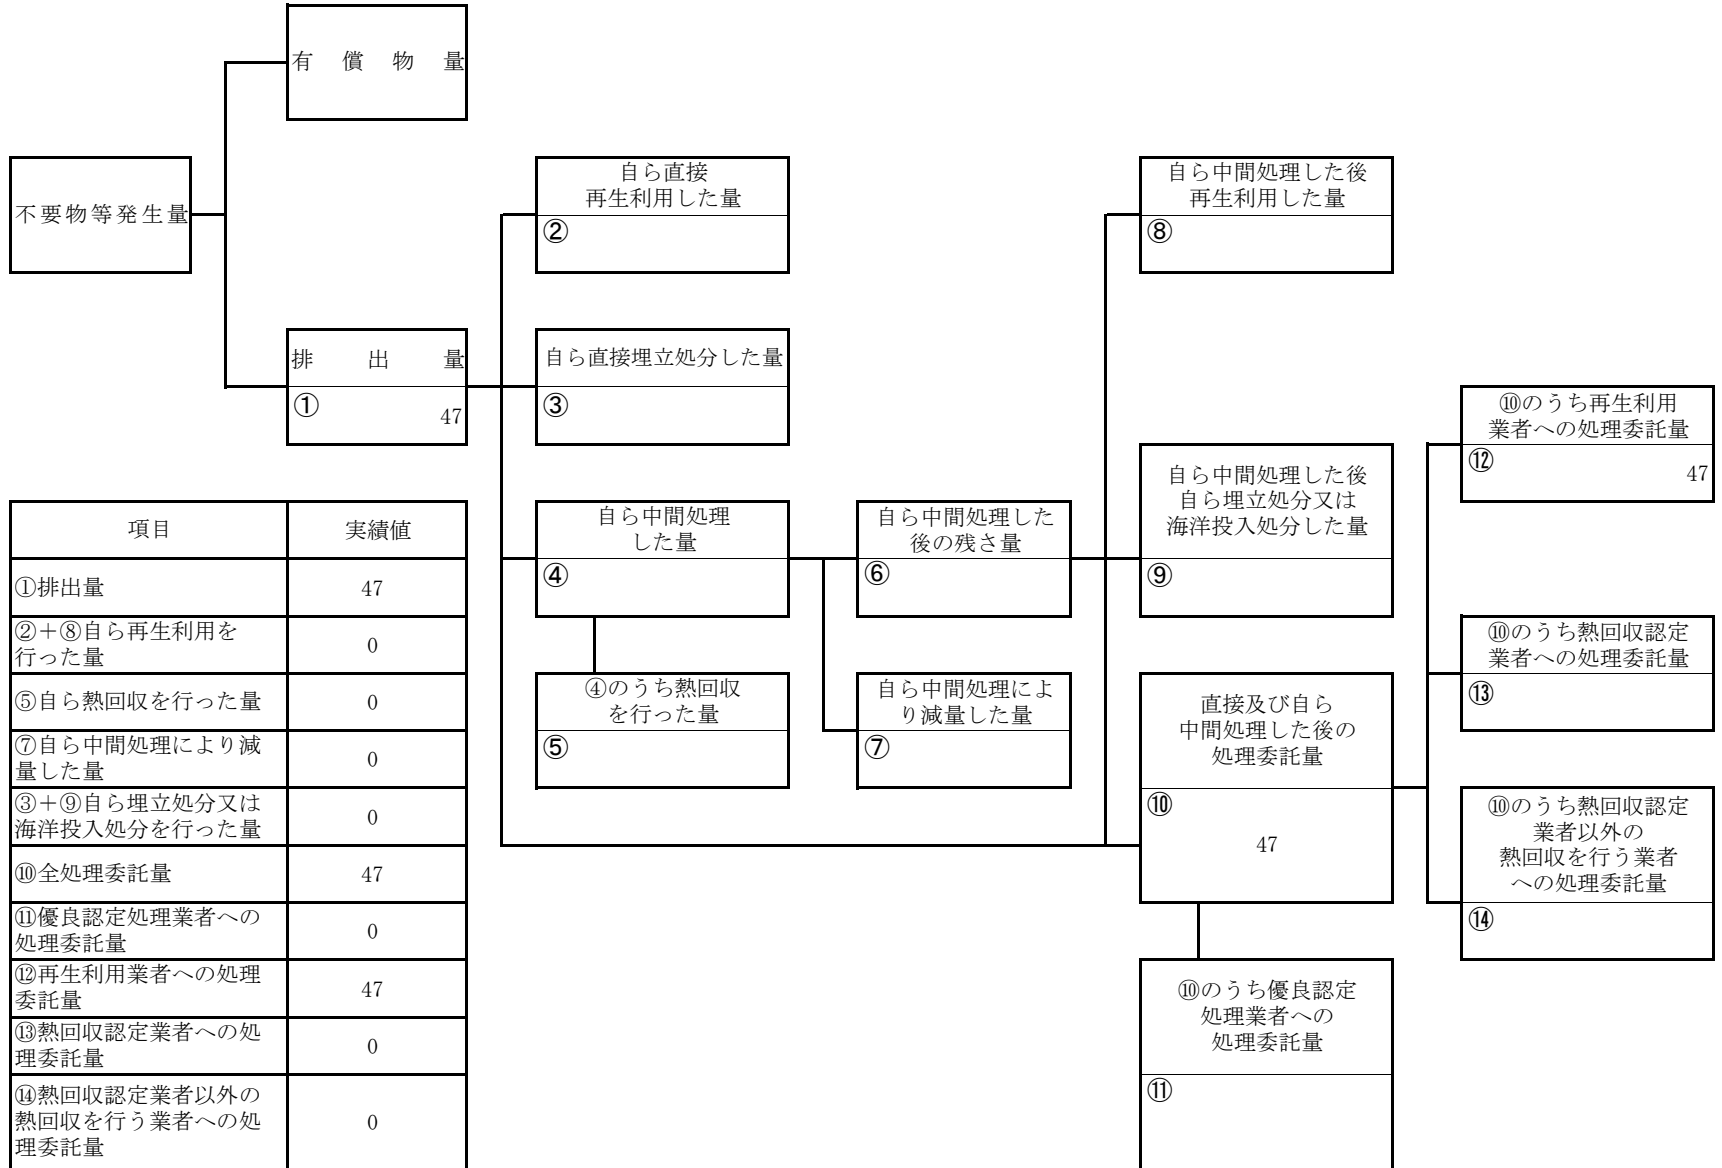 有償物量
不要物等発生量
自ら直接
再生利用した量
②
自ら中間処理した後
再生利用した量
⑧
排出量
①
47
自ら直接埋立処分した量
③
⑩のうち再生利用
業者への処理委託量
⑫
47
自ら中間処理
した量
④
自ら中間処理した
後の残さ量
⑥
自ら中間処理した後
自ら埋立処分又は
海洋投入処分した量
⑨
④のうち熱回収
を行った量
⑤
自ら中間処理によ
り減量した量
⑦
直接及び自ら
中間処理した後の
処理委託量
⑩
47
⑩のうち熱回収認定
業者への処理委託量
⑬
⑩のうち熱回収認定
業者以外の
熱回収を行う業者
への処理委託量
⑭
⑩のうち優良認定
処理業者への
処理委託量
⑪
項目 実績値
①排出量 47
②+⑧自ら再生利用を
行った量 0
⑤自ら熱回収を行った量 0
⑦自ら中間処理により減
量した量 0
③+⑨自ら埋立処分又は
海洋投入処分を行った量 0
⑩全処理委託量 47
⑪優良認定処理業者への
処理委託量 0
⑫再生利用業者への処理
委託量 47
⑬熱回収認定業者への処
理委託量 0
⑭熱回収認定業者以外の
熱回収を行う業者への処
理委託量 0